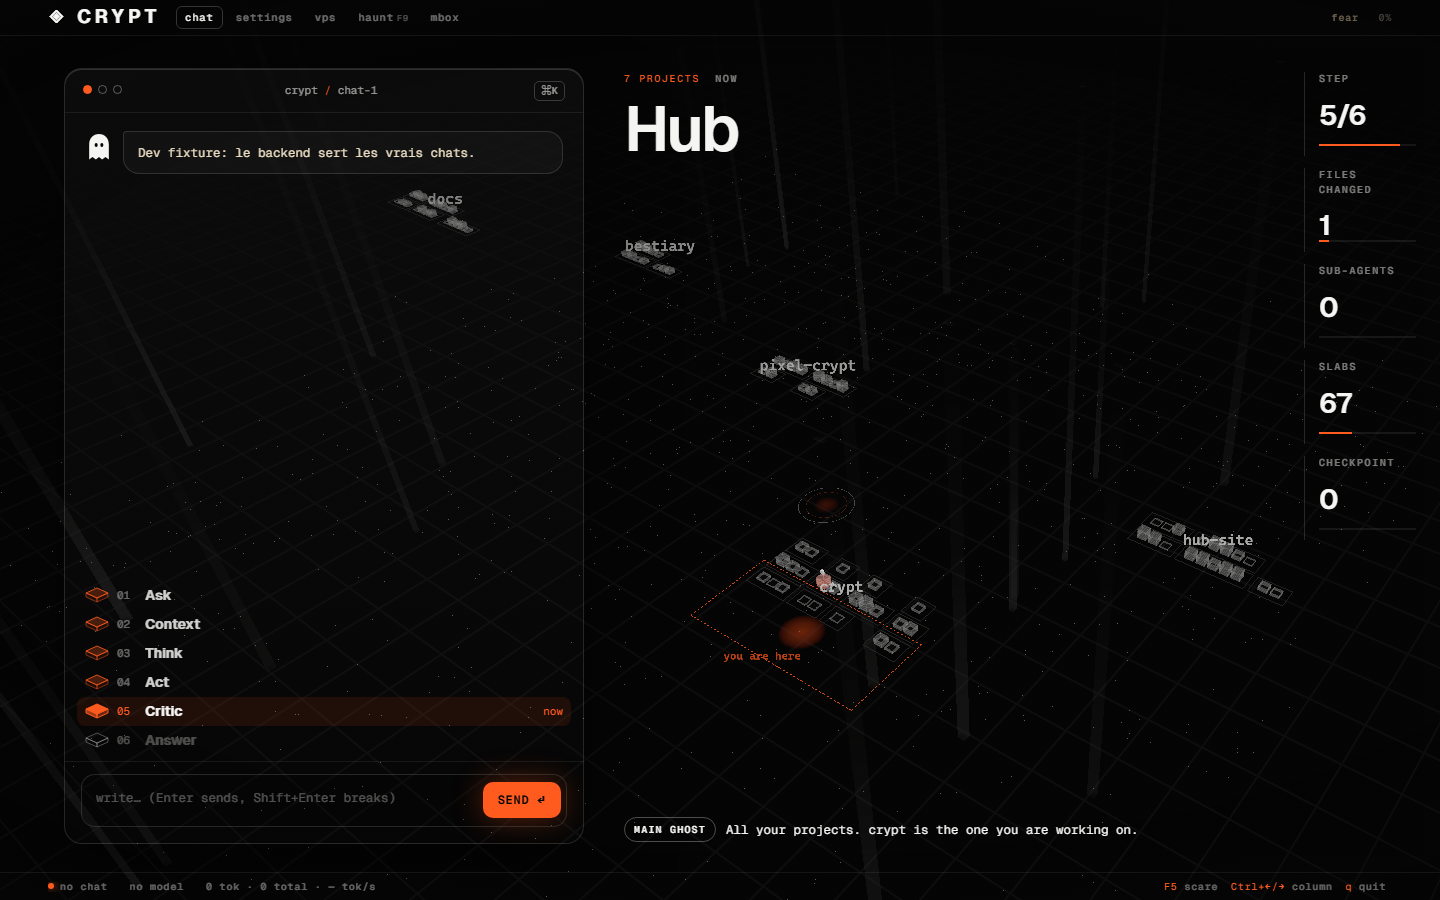 CRYPT chat settings vps haunt F9 mbox fear 0%
crypt / chat-1 ⌘K
Dev fixture: le backend sert les vrais chats.
01 Ask
02 Context
03 Think
04 Act
05 Critic now
06 Answer
write… (Enter sends, Shift+Enter breaks) SEND ↵
7 PROJECTS NOW
Hub
docs
bestiary
pixel-crypt
hub-site
crypt
you are here
MAIN GHOST All your projects. crypt is the one you are working on.
STEP
5/6
FILES
CHANGED
1
SUB-AGENTS
0
SLABS
67
CHECKPOINT
0
no chat no model 0 tok · 0 total · — tok/s F5 scare Ctrl+←/→ column q quit